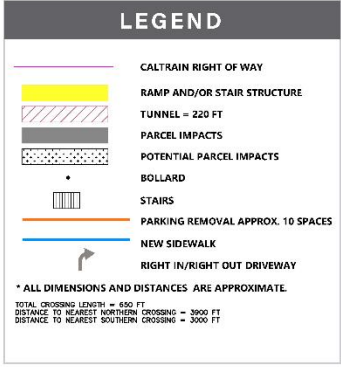 LEGEND
CALTRAIN RIGHT OF WAY
RAMP AND/OR STAIR STRUCTURE
TUNNEL = 220 FT
PARCEL IMPACTS
POTENTIAL PARCEL IMPACTS
BOLLARD
STAIRS
PARKING REMOVAL APPROX. 10 SPACES
NEW SIDEWALK
RIGHT IN/RIGHT OUT DRIVEWAY
* ALL DIMENSIONS AND DISTANCES ARE APPROXIMATE.
TOTAL CROSSING LENGTH = 650 FT
DISTANCE TO NEAREST NORTHERN CROSSING = 3900 FT
DISTANCE TO NEAREST SOUTHERN CROSSING = 3000 FT